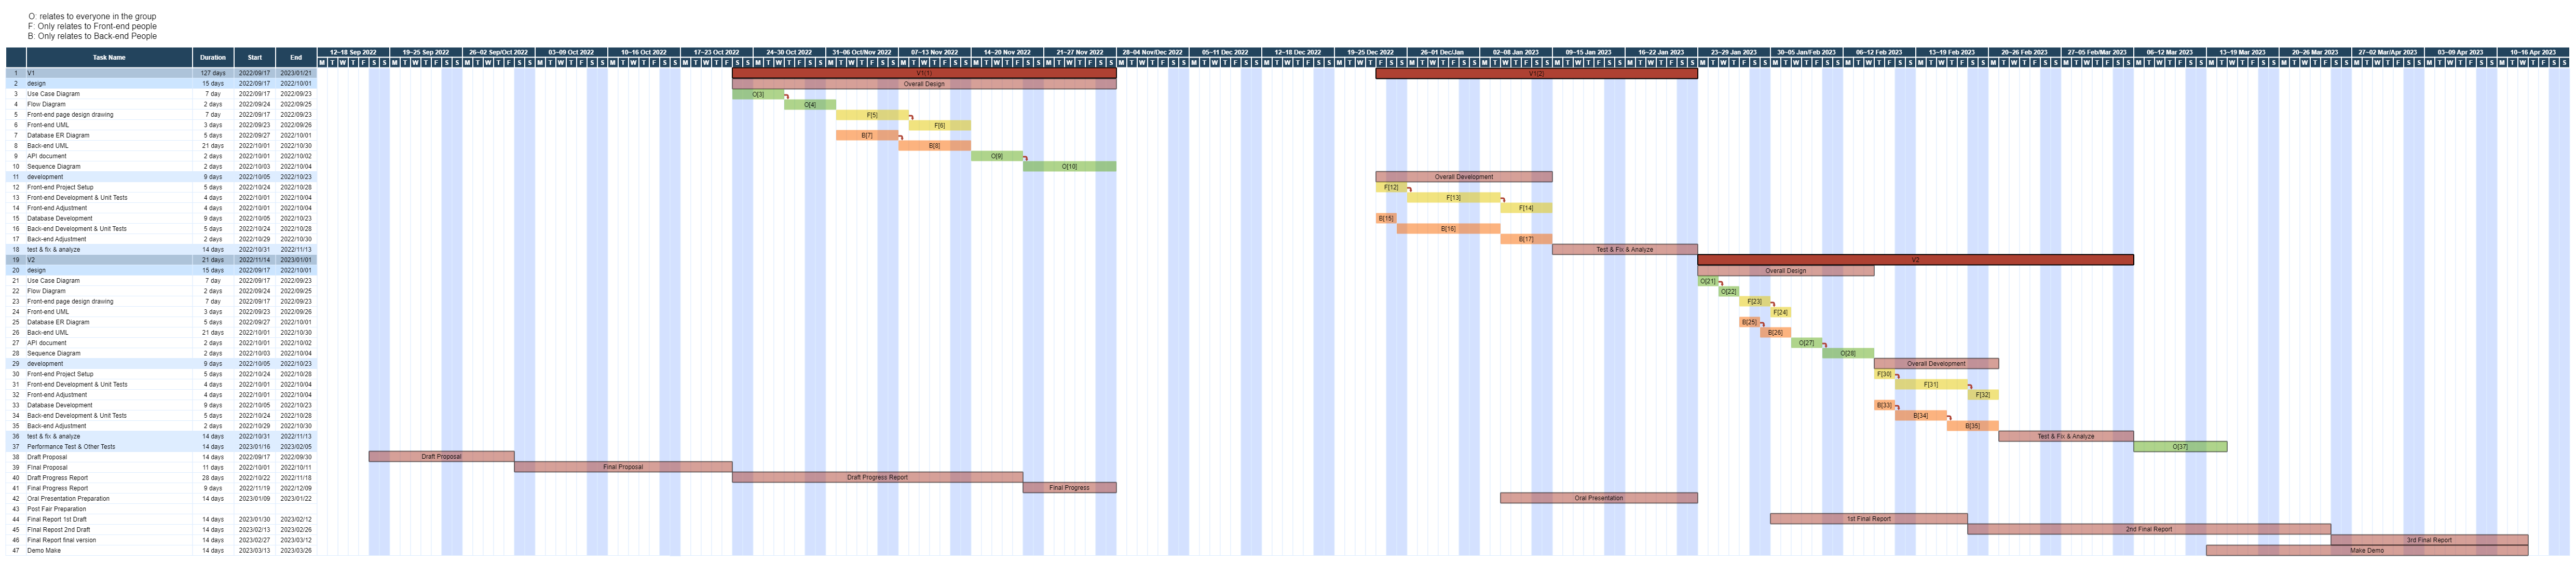 O: relates to everyone in the group
F: Only relates to Front-end people
B: Only relates to Back-end People
Task Name Duration Start End 12–18 Sep 2022 19–25 Sep 2022 26–02 Sep/Oct 2022 03–09 Oct 2022 10–16 Oct 2022 17–23 Oct 2022 24–30 Oct 2022 31–06 Oct/Nov 2022 07–13 Nov 2022 14–20 Nov 2022 21–27 Nov 2022 28–04 Nov/Dec 2022 05–11 Dec 2022 12–18 Dec 2022 19–25 Dec 2022 26–01 Dec/Jan 02–08 Jan 2023 09–15 Jan 2023 16–22 Jan 2023 23–29 Jan 2023 30–05 Jan/Feb 2023 06–12 Feb 2023 13–19 Feb 2023 20–26 Feb 2023 27–05 Feb/Mar 2023 06–12 Mar 2023 13–19 Mar 2023 20–26 Mar 2023 27–02 Mar/Apr 2023 03–09 Apr 2023 10–16 Apr 2023
M T W T F S S M T W T F S S M T W T F S S M T W T F S S M T W T F S S M T W T F S S M T W T F S S M T W T F S S M T W T F S S M T W T F S S M T W T F S S M T W T F S S M T W T F S S M T W T F S S M T W T F S S M T W T F S S M T W T F S S M T W T F S S M T W T F S S M T W T F S S M T W T F S S M T W T F S S M T W T F S S M T W T F S S M T W T F S S M T W T F S S M T W T F S S M T W T F S S M T W T F S S M T W T F S S M T W T F S S
1 V1 127 days 2022/09/17 2023/01/21 V1(1) V1(2)
2 design 15 days 2022/09/17 2022/10/01 Overall Design
3 Use Case Diagram 7 day 2022/09/17 2022/09/23 O[3]
4 Flow Diagram 2 days 2022/09/24 2022/09/25 O[4]
5 Front-end page design drawing 7 day 2022/09/17 2022/09/23 F[5]
6 Front-end UML 3 days 2022/09/23 2022/09/26 F[6]
7 Database ER Diagram 5 days 2022/09/27 2022/10/01 B[7]
8 Back-end UML 21 days 2022/10/01 2022/10/30 B[8]
9 API document 2 days 2022/10/01 2022/10/02 O[9]
10 Sequence Diagram 2 days 2022/10/03 2022/10/04 O[10]
11 development 9 days 2022/10/05 2022/10/23 Overall Development
12 Front-end Project Setup 5 days 2022/10/24 2022/10/28 F[12]
13 Front-end Development & Unit Tests 4 days 2022/10/01 2022/10/04 F[13]
14 Front-end Adjustment 4 days 2022/10/01 2022/10/04 F[14]
15 Database Development 9 days 2022/10/05 2022/10/23 B[15]
16 Back-end Development & Unit Tests 5 days 2022/10/24 2022/10/28 B[16]
17 Back-end Adjustment 2 days 2022/10/29 2022/10/30 B[17]
18 test & fix & analyze 14 days 2022/10/31 2022/11/13 Test & Fix & Analyze
19 V2 21 days 2022/11/14 2023/01/01 V2
20 design 15 days 2022/09/17 2022/10/01 Overall Design
21 Use Case Diagram 7 day 2022/09/17 2022/09/23 O[21]
22 Flow Diagram 2 days 2022/09/24 2022/09/25 O[22]
23 Front-end page design drawing 7 day 2022/09/17 2022/09/23 F[23]
24 Front-end UML 3 days 2022/09/23 2022/09/26 F[24]
25 Database ER Diagram 5 days 2022/09/27 2022/10/01 B[25]
26 Back-end UML 21 days 2022/10/01 2022/10/30 B[26]
27 API document 2 days 2022/10/01 2022/10/02 O[27]
28 Sequence Diagram 2 days 2022/10/03 2022/10/04 O[28]
29 development 9 days 2022/10/05 2022/10/23 Overall Development
30 Front-end Project Setup 5 days 2022/10/24 2022/10/28 F[30]
31 Front-end Development & Unit Tests 4 days 2022/10/01 2022/10/04 F[31]
32 Front-end Adjustment 4 days 2022/10/01 2022/10/04 F[32]
33 Database Development 9 days 2022/10/05 2022/10/23 B[33]
34 Back-end Development & Unit Tests 5 days 2022/10/24 2022/10/28 B[34]
35 Back-end Adjustment 2 days 2022/10/29 2022/10/30 B[35]
36 test & fix & analyze 14 days 2022/10/31 2022/11/13 Test & Fix & Analyze
37 Performance Test & Other Tests 14 days 2023/01/16 2023/02/05 O[37]
38 Draft Proposal 14 days 2022/09/17 2022/09/30 Draft Proposal
39 Final Proposal 11 days 2022/10/01 2022/10/11 Final Proposal
40 Draft Progress Report 28 days 2022/10/22 2022/11/18 Draft Progress Report
41 Final Progress Report 9 days 2022/11/19 2022/12/09 Final Progress
42 Oral Presentation Preparation 14 days 2023/01/09 2023/01/22 Oral Presentation
43 Post Fair Preparation
44 Final Report 1st Draft 14 days 2023/01/30 2023/02/12 1st Final Report
45 FInal Repost 2nd Draft 14 days 2023/02/13 2023/02/26 2nd Final Report
46 Final Report final version 14 days 2023/02/27 2023/03/12 3rd Final Report
47 Demo Make 14 days 2023/03/13 2023/03/26 Make Demo